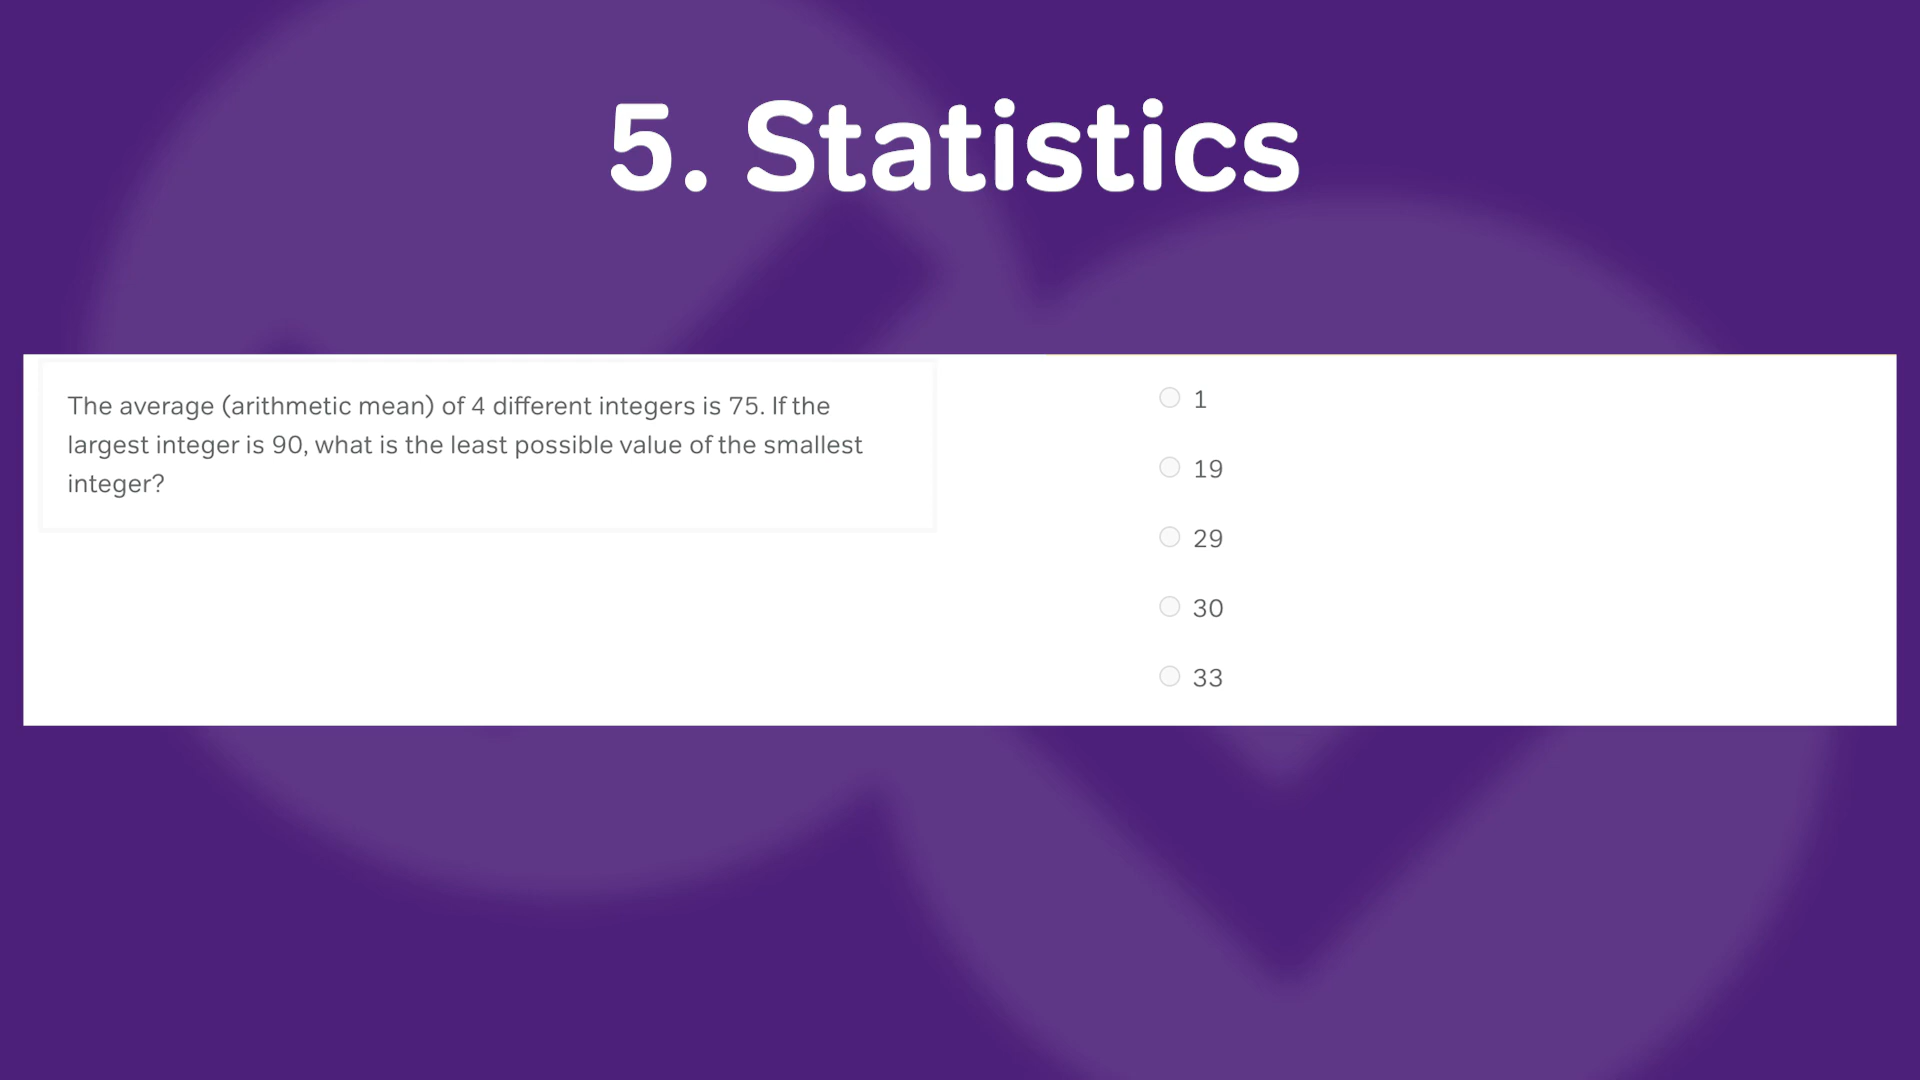 5. Statistics
The average (arithmetic mean) of 4 different integers is 75. If the
largest integer is 90, what is the least possible value of the smallest
integer?
1
19
29
30
33